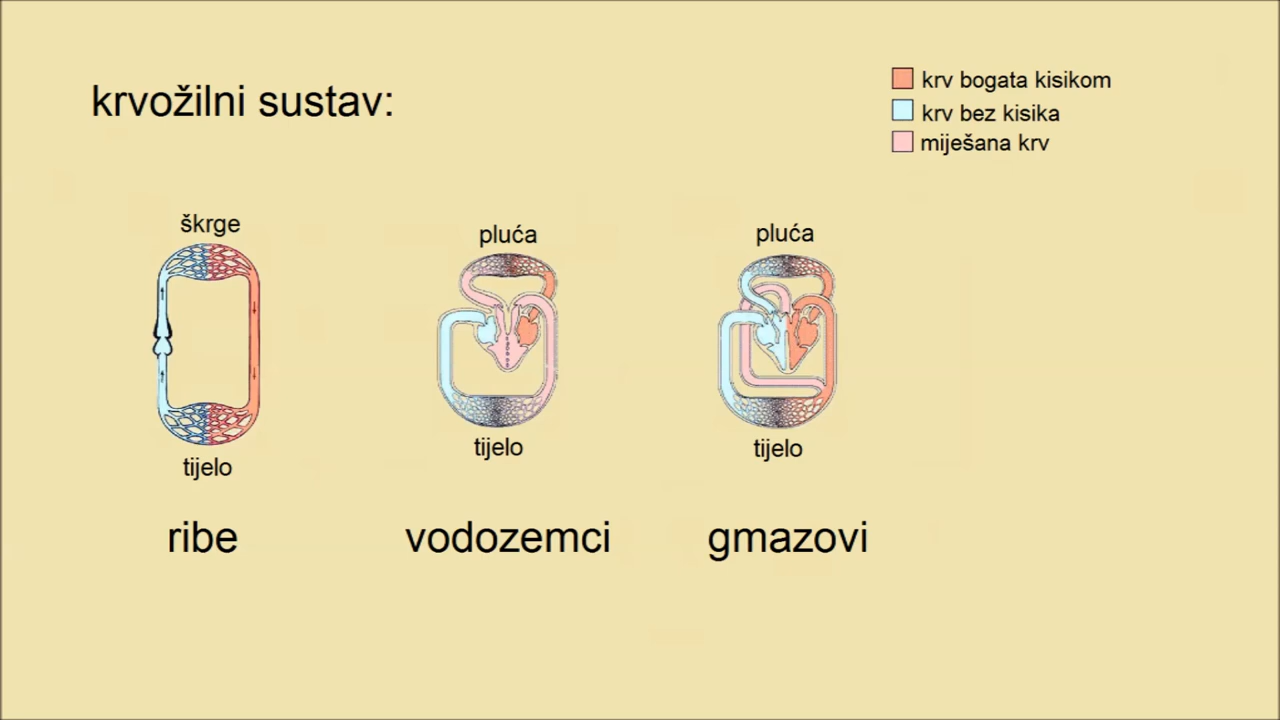 krvožilni sustav:
krv bogata kisikom
krv bez kisika
miješana krv
škrge
pluća
pluća
tijelo
tijelo
tijelo
ribe
vodozemci
gmazovi